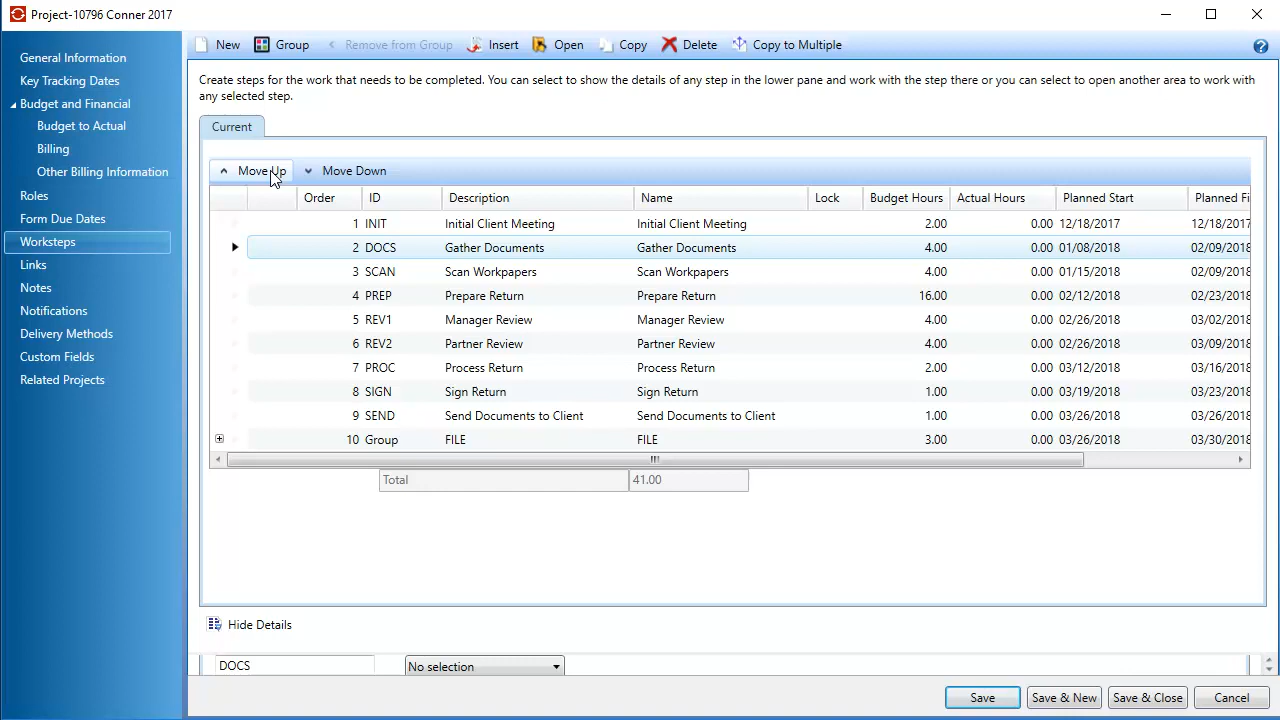 Project-10796 Conner 2017
General Information
Key Tracking Dates
Budget and Financial
Budget to Actual
Billing
Other Billing Information
Roles
Form Due Dates
Worksteps
Links
Notes
Notifications
Delivery Methods
Custom Fields
Related Projects
New Group Remove from Group Insert Open Copy Delete Copy to Multiple
Create steps for the work that needs to be completed. You can select to show the details of any step in the lower pane and work with the step there or you can select to open another area to work with
any selected step.
Current
Move Up Move Down
Order ID Description Name Lock Budget Hours Actual Hours Planned Start Planned Fi
1 INIT Initial Client Meeting Initial Client Meeting 2.00 0.00 12/18/2017 12/18/2017
2 DOCS Gather Documents Gather Documents 4.00 0.00 01/08/2018 02/09/2018
3 SCAN Scan Workpapers Scan Workpapers 4.00 0.00 01/15/2018 02/09/2018
4 PREP Prepare Return Prepare Return 16.00 0.00 02/12/2018 02/23/2018
5 REV1 Manager Review Manager Review 4.00 0.00 02/26/2018 03/02/2018
6 REV2 Partner Review Partner Review 4.00 0.00 02/26/2018 03/09/2018
7 PROC Process Return Process Return 2.00 0.00 03/12/2018 03/16/2018
8 SIGN Sign Return Sign Return 1.00 0.00 03/19/2018 03/23/2018
9 SEND Send Documents to Client Send Documents to Client 1.00 0.00 03/26/2018 03/26/2018
10 Group FILE FILE 3.00 0.00 03/26/2018 03/30/2018
Total 41.00
Hide Details
DOCS No selection
Save Save & New Save & Close Cancel